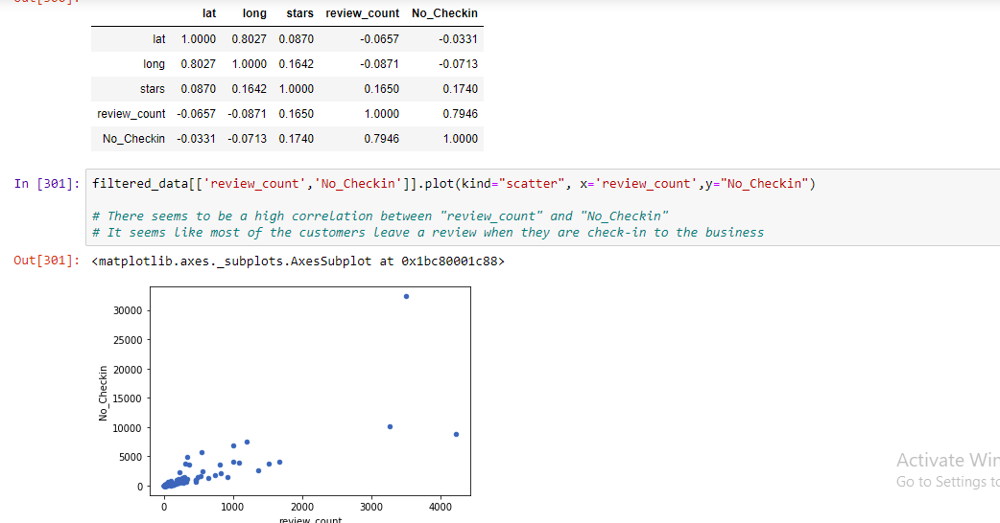 Out[300]:
lat long stars review_count No_Checkin
lat 1.0000 0.8027 0.0870 -0.0657 -0.0331
long 0.8027 1.0000 0.1642 -0.0871 -0.0713
stars 0.0870 0.1642 1.0000 0.1650 0.1740
review_count -0.0657 -0.0871 0.1650 1.0000 0.7946
No_Checkin -0.0331 -0.0713 0.1740 0.7946 1.0000
In [301]: filtered_data[['review_count','No_Checkin']].plot(kind="scatter", x='review_count',y="No_Checkin")
# There seems to be a high correlation between "review_count" and "No_Checkin"
# It seems like most of the customers leave a review when they are check-in to the business
Out[301]: <matplotlib.axes._subplots.AxesSubplot at 0x1bc80001c88>
30000
25000
20000
15000
10000
5000
0
No_Checkin
0 1000 2000 3000 4000
review_count
Activate Win
Go to Settings to